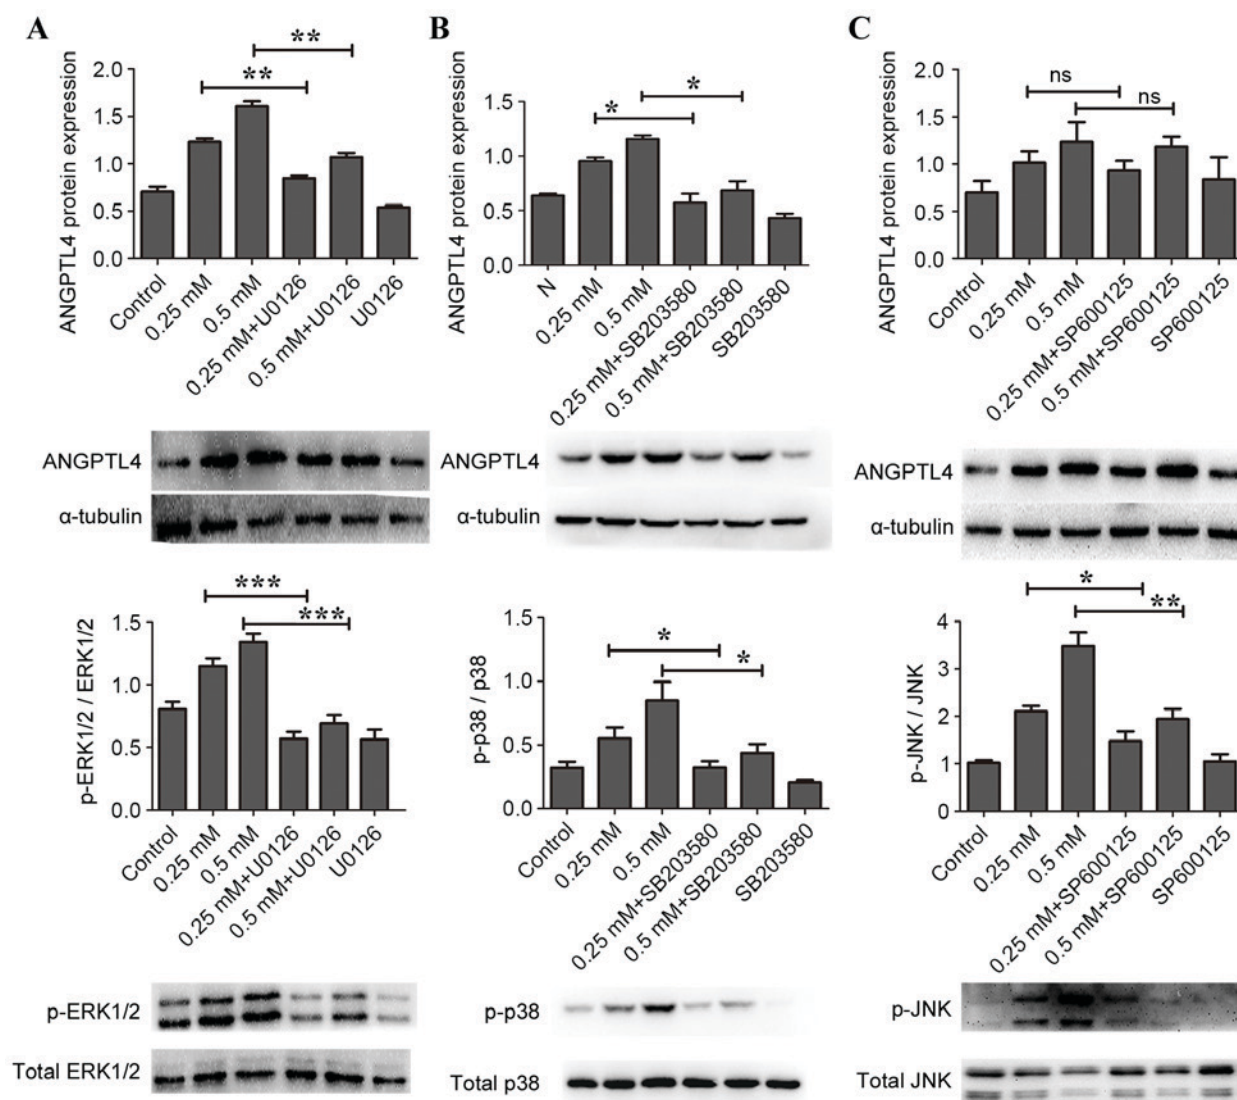 A
B
C
ANGPTL4 protein expression
2.0
1.5
1.0
0.5
0.0
**
**
Control
0.25 mM
0.5 mM
0.25 mM+U0126
0.5 mM+U0126
U0126
ANGPTL4 protein expression
1.5
1.0
0.5
0.0
*
*
N
0.25 mM
0.5 mM
0.25 mM+SB203580
0.5 mM+SB203580
SB203580
ANGPTL4 protein expression
2.0
1.5
1.0
0.5
0.0
ns
ns
Control
0.25 mM
0.5 mM
0.25 mM+SP600125
0.5 mM+SP600125
SP600125
ANGPTL4
α-tubulin
ANGPTL4
α-tubulin
ANGPTL4
α-tubulin
p-ERK1/2 / ERK1/2
1.5
1.0
0.5
0.0
***
***
Control
0.25 mM
0.5 mM
0.25 mM+U0126
0.5 mM+U0126
U0126
p-p38 / p38
1.5
1.0
0.5
0.0
*
*
Control
0.25 mM
0.5 mM
0.25 mM+SB203580
0.5 mM+SB203580
SB203580
p-JNK / JNK
4
3
2
1
0
*
**
Control
0.25 mM
0.5 mM
0.25 mM+SP600125
0.5 mM+SP600125
SP600125
p-ERK1/2
Total ERK1/2
p-p38
Total p38
p-JNK
Total JNK